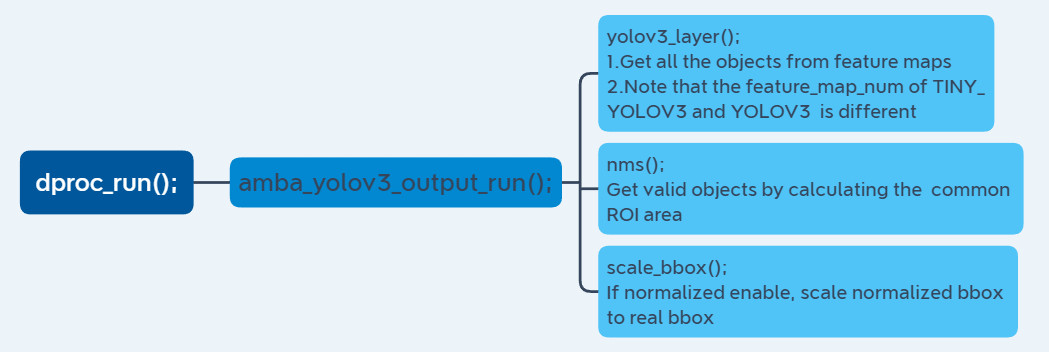 dproc_run();
amba_yolov3_output_run();
yolov3_layer();
1.Get all the objects from feature maps
2.Note that the feature_map_num of TINY_
YOLOV3 and YOLOV3  is different
nms();
Get valid objects by calculating the  common
ROI area
scale_bbox();
If normalized enable, scale normalized bbox
to real bbox